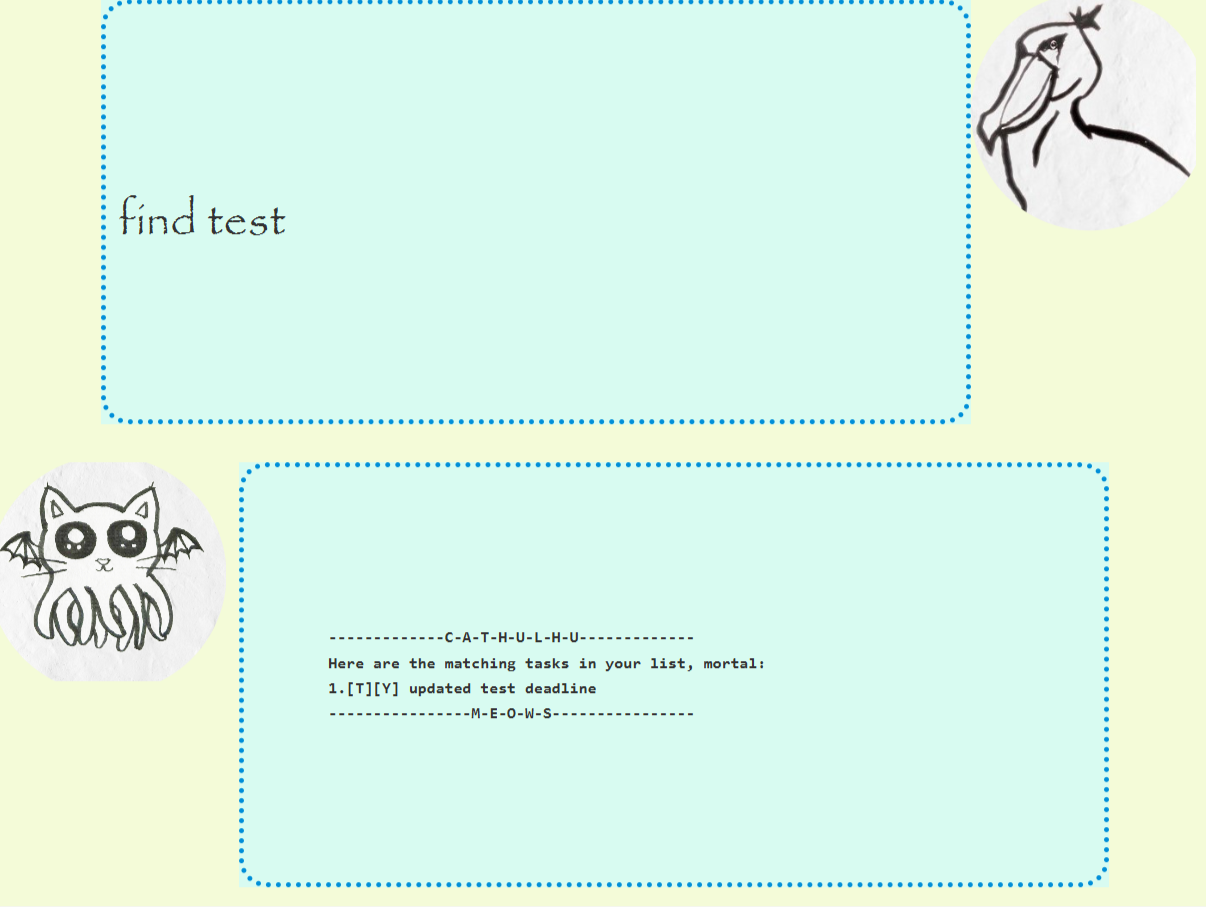 find test
-------------C-A-T-H-U-L-H-U-------------
Here are the matching tasks in your list, mortal:
1.[T][Y] updated test deadline
----------------M-E-O-W-S----------------